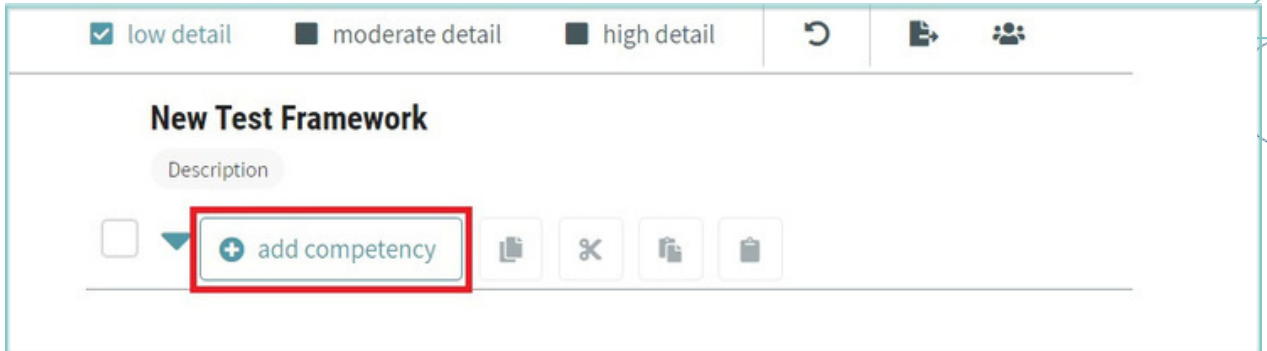 low detail moderate detail high detail
New Test Framework
Description
add competency